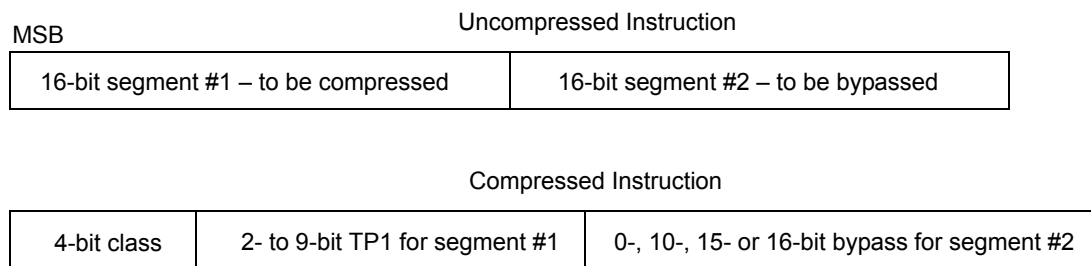 Uncompressed Instruction
MSB
16-bit segment #1 – to be compressed
16-bit segment #2 – to be bypassed
Compressed Instruction
4-bit class
2- to 9-bit TP1 for segment #1
0-, 10-, 15- or 16-bit bypass for segment #2